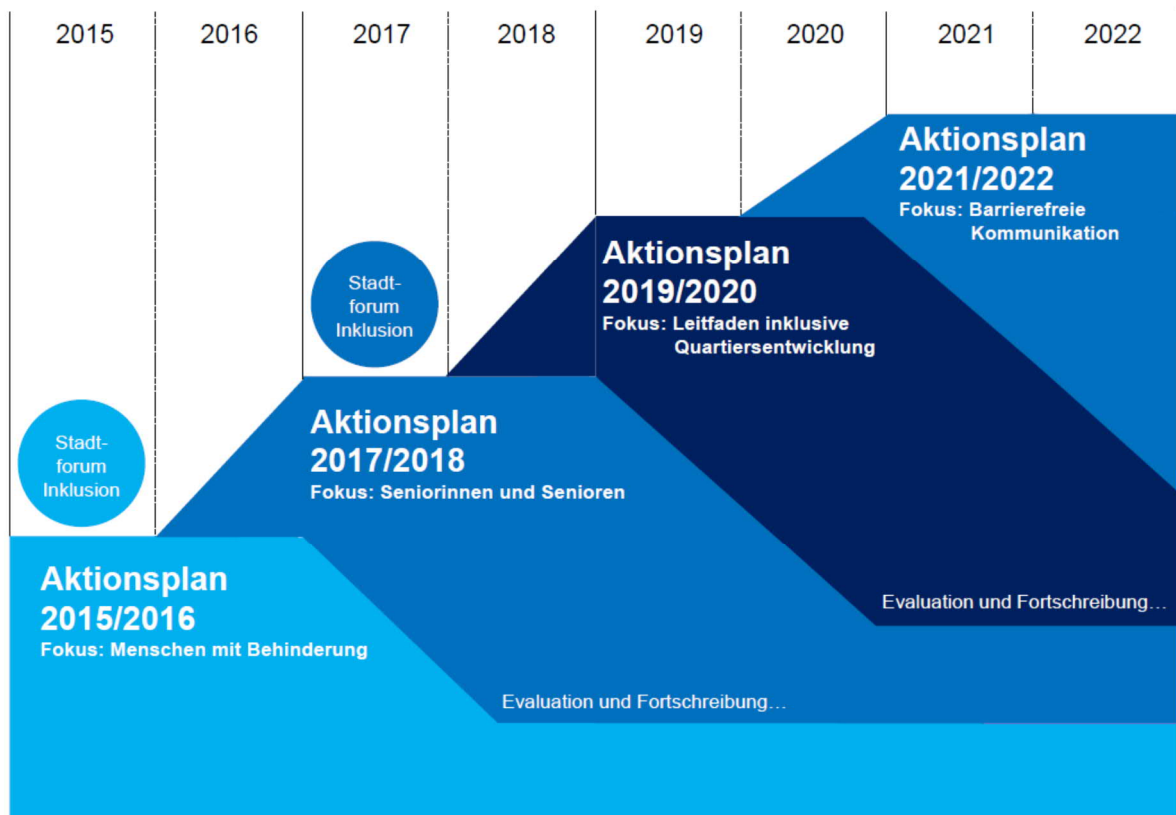 2015 2016 2017 2018 2019 2020 2021 2022
Aktionsplan
2021/2022
Fokus: Barrierefreie
Kommunikation
Aktionsplan
2019/2020
Fokus: Leitfaden inklusive
Quartiersentwicklung
Stadt-
forum
Inklusion
Aktionsplan
2017/2018
Fokus: Seniorinnen und Senioren
Stadt-
forum
Inklusion
Aktionsplan
2015/2016
Fokus: Menschen mit Behinderung
Evaluation und Fortschreibung…
Evaluation und Fortschreibung…